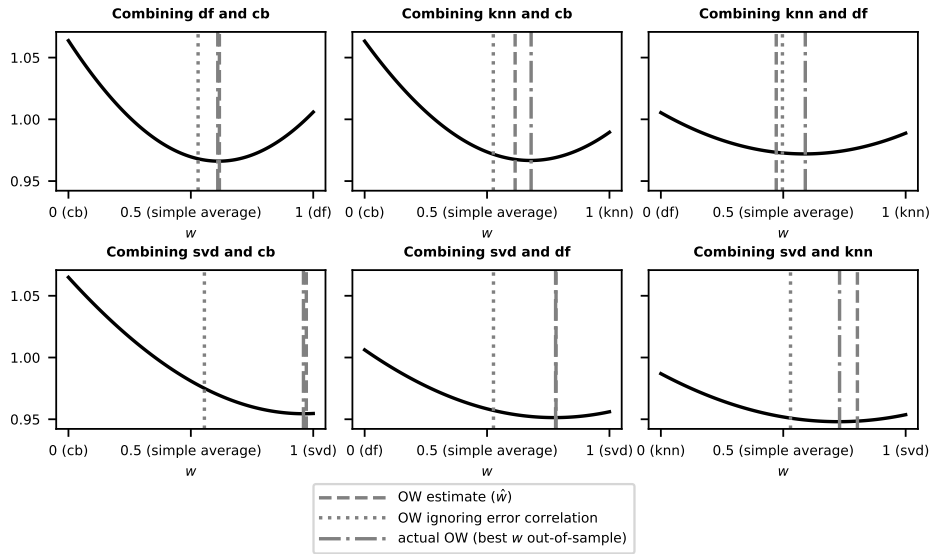 Combining df and cb
Combining knn and cb
Combining knn and df
1.05
1.00
0.95
0 (cb) 0.5 (simple average) 1 (df)
0 (cb) 0.5 (simple average) 1 (knn)
0 (df) 0.5 (simple average) 1 (knn)
w
w
w
Combining svd and cb
Combining svd and df
Combining svd and knn
1.05
1.00
0.95
0 (cb) 0.5 (simple average) 1 (svd)
0 (df) 0.5 (simple average) 1 (svd)
0 (knn) 0.5 (simple average) 1 (svd)
w
w
w
OW estimate (ŵ)
OW ignoring error correlation
actual OW (best w out-of-sample)